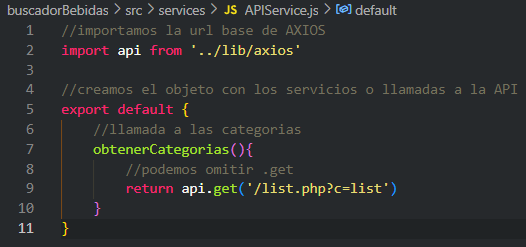 buscadorBebidas > src > services > JS APIService.js > default
1 //importamos la url base de AXIOS
2 import api from '../lib/axios'
3
4 //creamos el objeto con los servicios o llamadas a la API
5 export default {
6 //llamada a las categorias
7 obtenerCategorias(){
8 //podemos omitir .get
9 return api.get('/list.php?c=list')
10 }
11 }